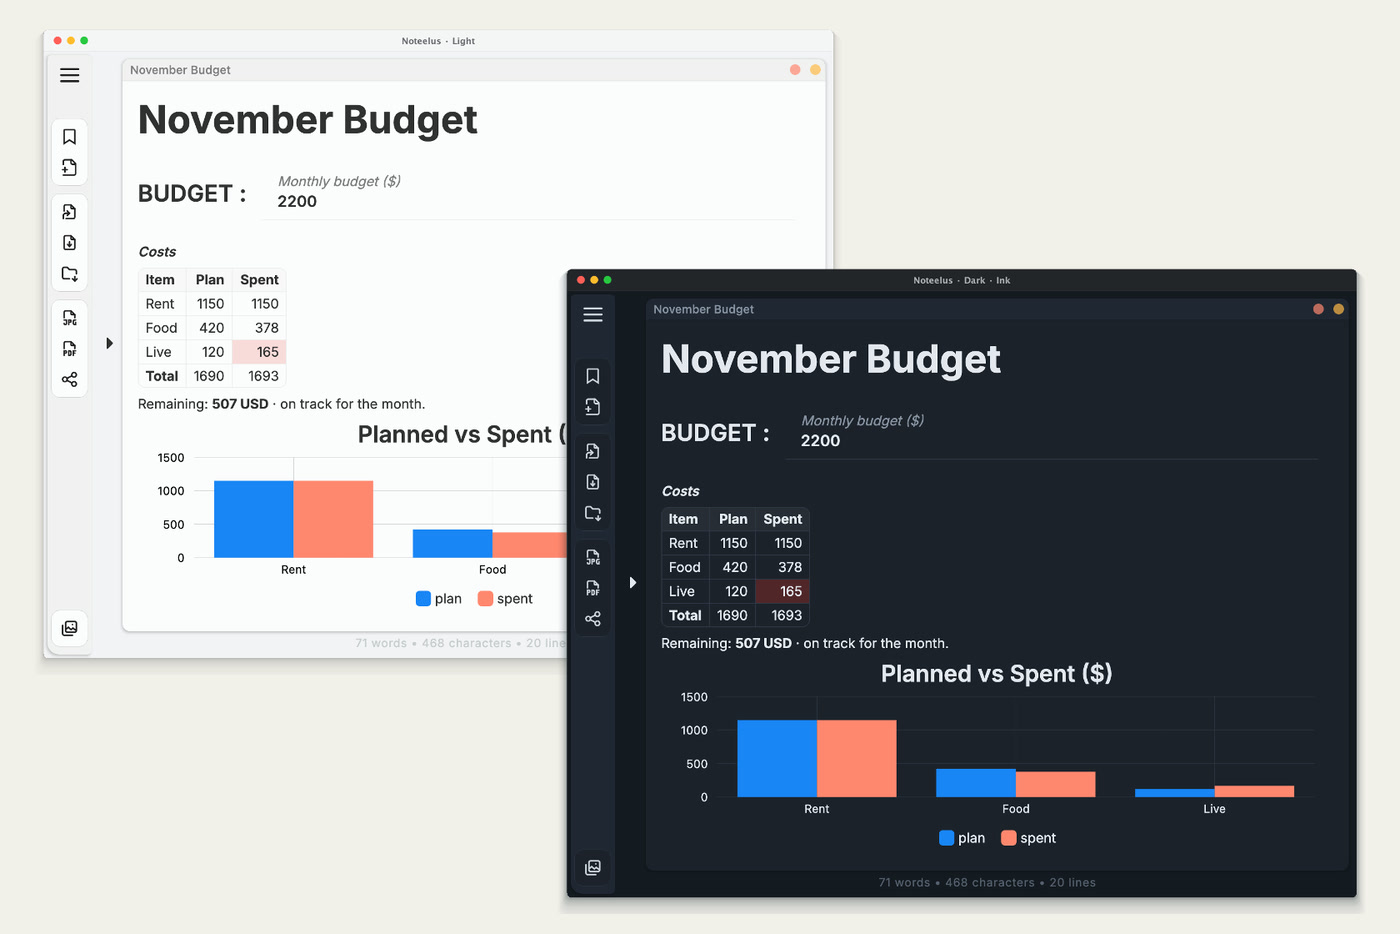 Noteelus · Light
November Budget
November Budget
BUDGET :
Monthly budget ($)
2200
Costs
Item Plan Spent
Rent 1150 1150
Food 420 378
Live 120 165
Total 1690 1693
Remaining: 507 USD · on track for the month.
Planned vs Spent (
1500
1000
500
0
Rent Food
plan spent
71 words • 468 characters • 20 line
JPG
PDF
Noteelus · Dark · Ink
November Budget
November Budget
BUDGET :
Monthly budget ($)
2200
Costs
Item Plan Spent
Rent 1150 1150
Food 420 378
Live 120 165
Total 1690 1693
Remaining: 507 USD · on track for the month.
Planned vs Spent ($)
1500
1000
500
0
Rent Food Live
plan spent
71 words • 468 characters • 20 lines
JPG
PDF